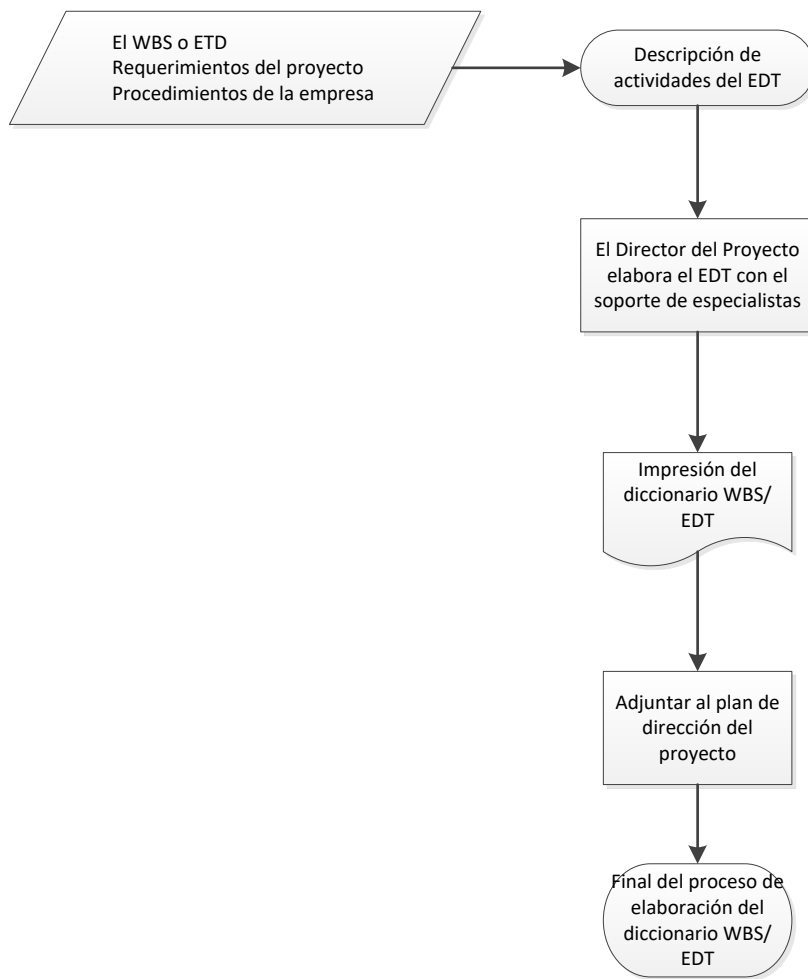 El WBS o ETD
Requerimientos del proyecto
Procedimientos de la empresa
Descripción de
actividades del EDT
El Director del Proyecto
elabora el EDT con el
soporte de especialistas
Impresión del
diccionario WBS/
EDT
Adjuntar al plan de
dirección del
proyecto
Final del proceso de
elaboración del
diccionario WBS/
EDT